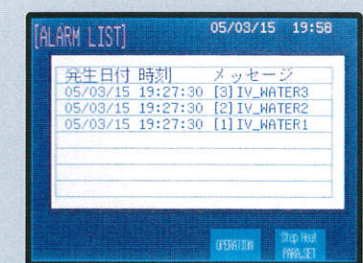 [ALARM LIST] 05/03/15 19:58
発生日付 時刻 メッセージ
05/03/15 19:27:30 [3]IV_WATER3
05/03/15 19:27:30 [2]IV_WATER2
05/03/15 19:27:30 [1]IV_WATER1
OPERATION
Step Heat
PARA.SET